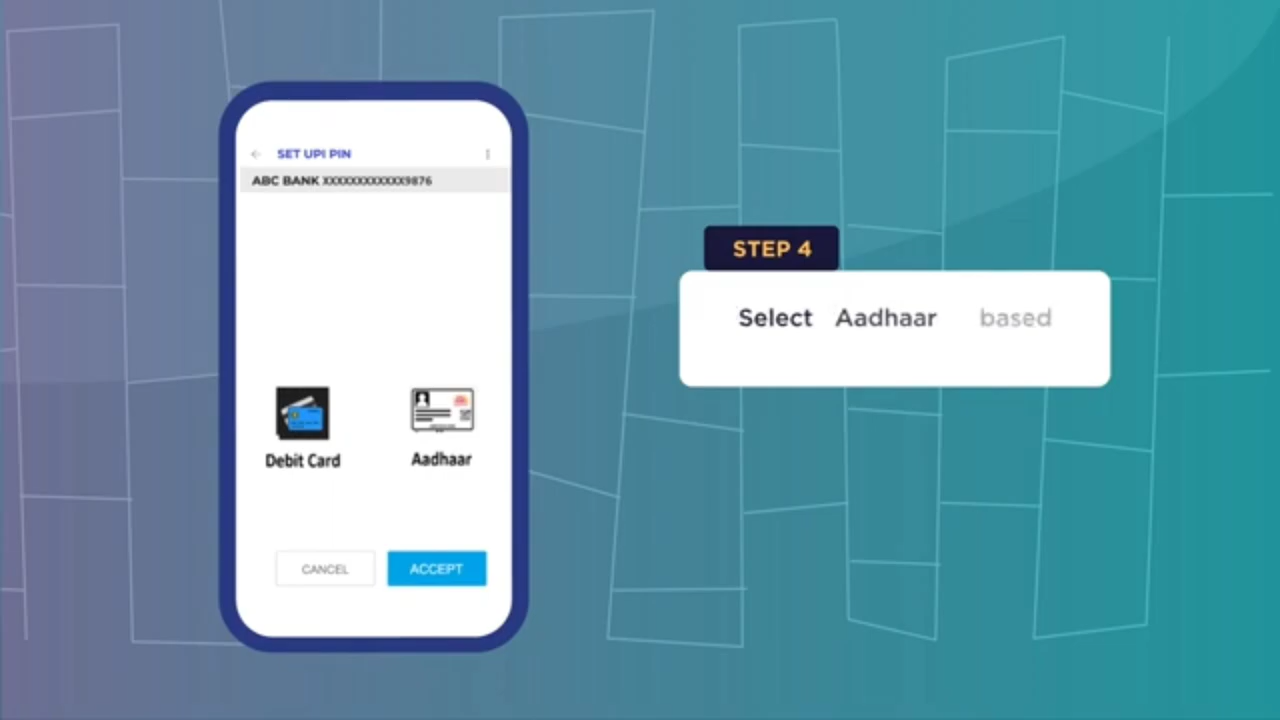 SET UPI PIN
ABC BANK XXXXXXXXXXXX9876
Debit Card
Aadhaar
CANCEL
ACCEPT
STEP 4
Select Aadhaar based